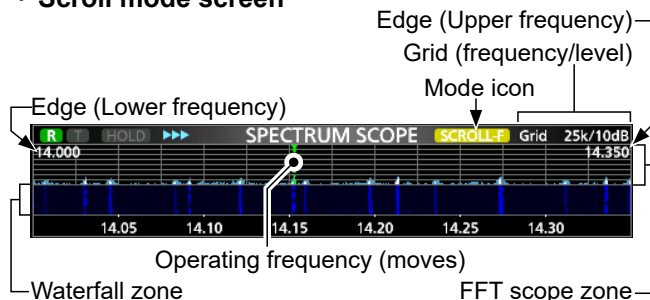 • Scroll mode screen
Edge (Upper frequency)
Grid (frequency/level)
Mode icon
Edge (Lower frequency)
R T HOLD SPECTRUM SCOPE SCROLL-F Grid 25k/10dB
14.000 14.350
14.05 14.10 14.15 14.20 14.25 14.30
Operating frequency (moves)
Waterfall zone FFT scope zone